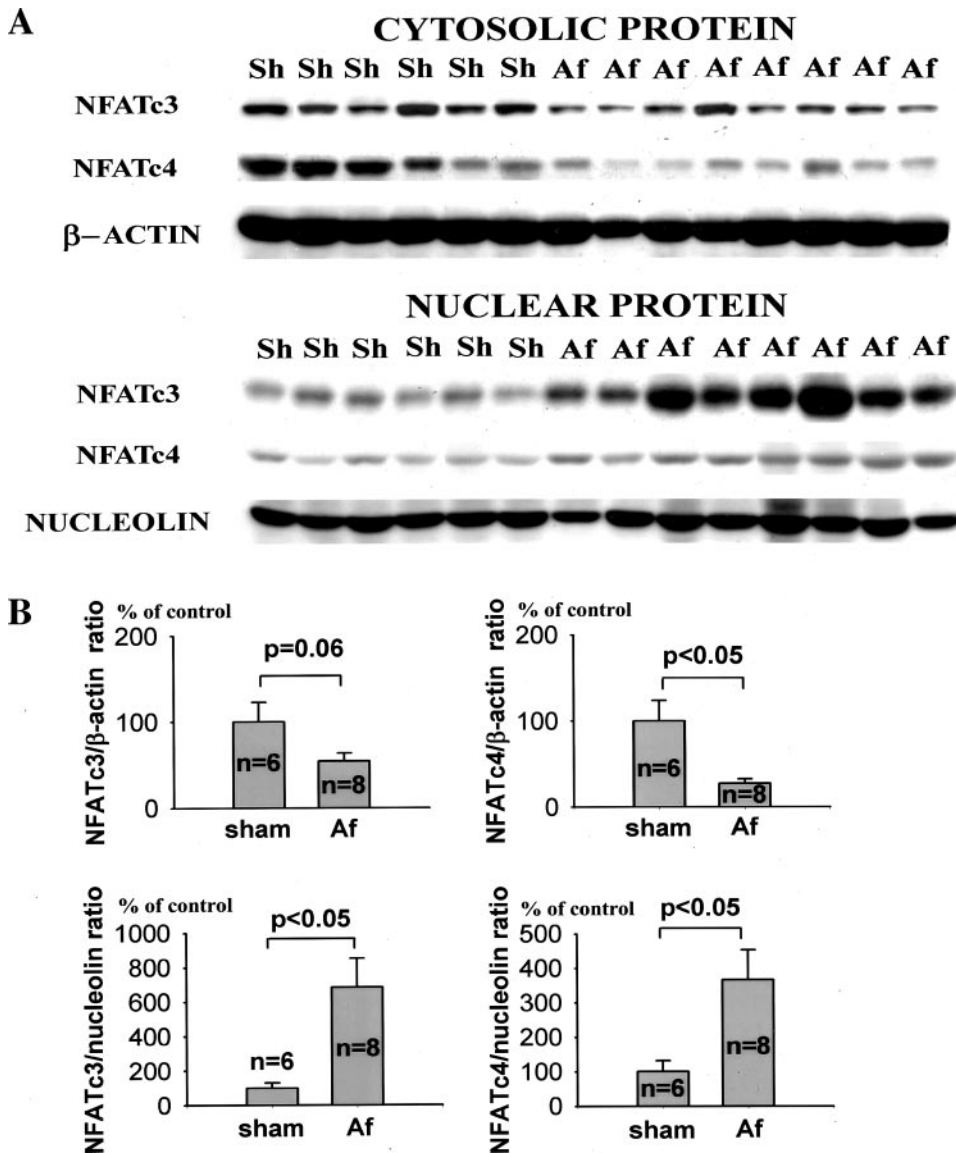 A
CYTOSOLIC PROTEIN
Sh Sh Sh Sh Sh Sh Af Af Af Af Af Af Af Af
NFATc3
NFATc4
β–ACTIN
NUCLEAR PROTEIN
Sh Sh Sh Sh Sh Sh Af Af Af Af Af Af Af Af
NFATc3
NFATc4
NUCLEOLIN
B
% of control
NFATc3/β-actin ratio
200
100
0
p=0.06
n=6
n=8
sham Af
% of control
NFATc4/β-actin ratio
200
100
0
p<0.05
n=6
n=8
sham Af
% of control
NFATc3/nucleolin ratio
1000
800
600
400
200
0
p<0.05
n=6
n=8
sham Af
% of control
NFATc4/nucleolin ratio
500
400
300
200
100
0
p<0.05
n=6
n=8
sham Af